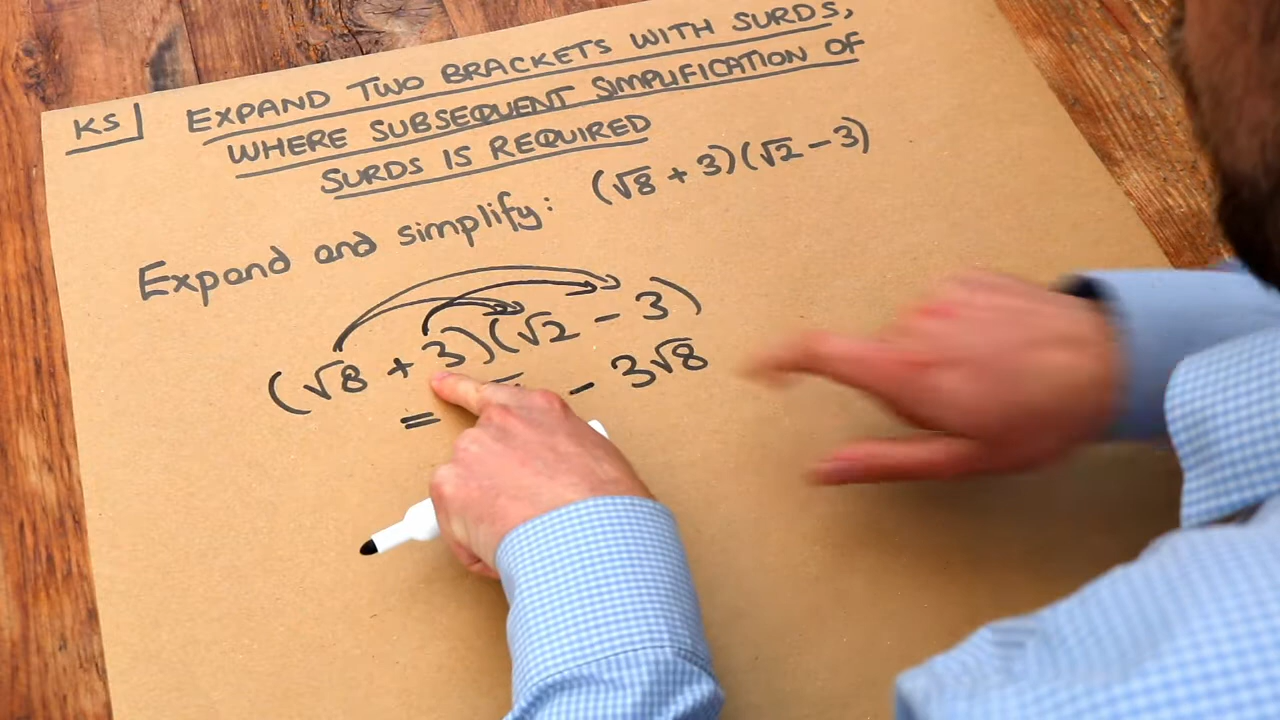 KS
EXPAND TWO BRACKETS WITH SURDS,
WHERE SUBSEQUENT SIMPLIFICATION OF
SURDS IS REQUIRED
Expand and simplify: (√8 + 3)(√2 − 3)
(√8 + 3)(√2 − 3)
= − 3√8